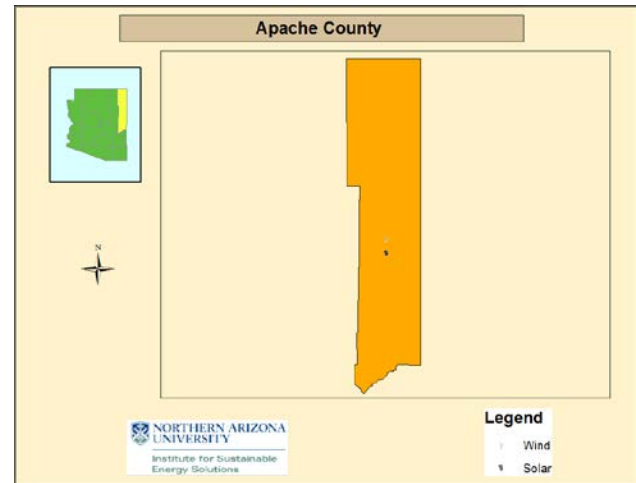 Apache County
N
NORTHERN ARIZONA
UNIVERSITY
Institute for Sustainable
Energy Solutions
Legend
Wind
Solar